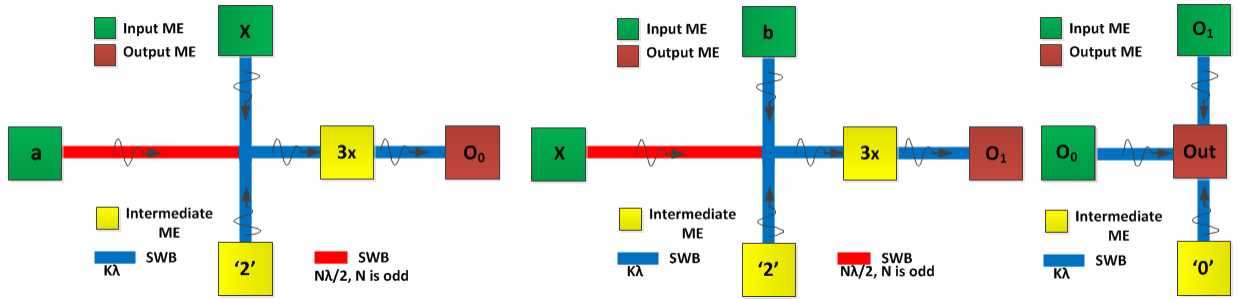 Input ME
Output ME
X
a
3x
O₀
Intermediate
ME
SWB
Kλ
‘2’
SWB
Nλ/2, N is odd
Input ME
Output ME
b
X
3x
O₁
Intermediate
ME
SWB
Kλ
‘2’
SWB
Nλ/2, N is odd
Input ME
Output ME
O₁
O₀
Out
Intermediate
ME
SWB
Kλ
‘0’